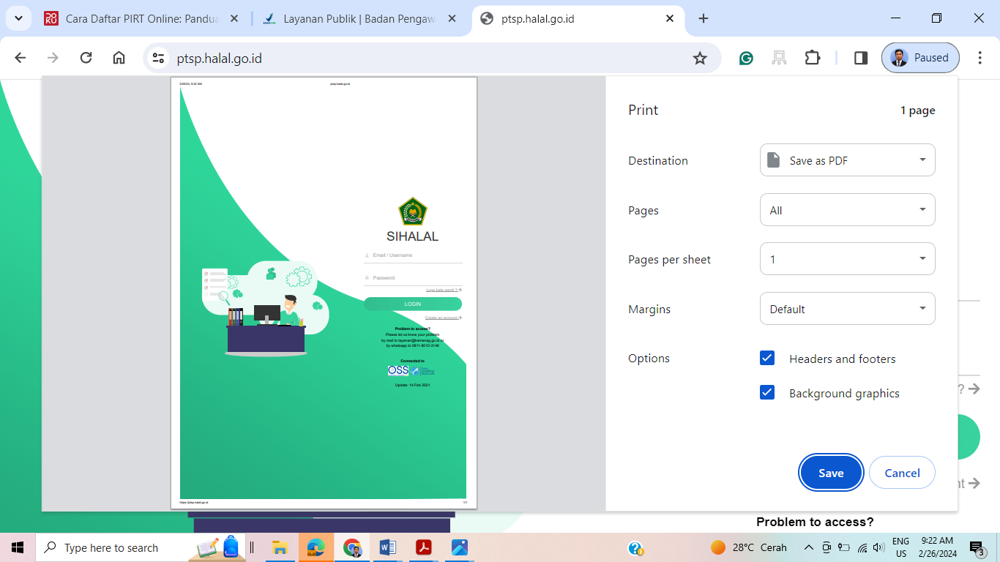 Cara Daftar PIRT Online: Pandua
Layanan Publik | Badan Pengaw
ptsp.halal.go.id
ptsp.halal.go.id
Paused
2/26/24, 9:22 AM
ptsp.halal.go.id
SIHALAL
Email / Username
Password
Lupa kata sandi ?
LOGIN
Create an account
Problem to access?
Please let us know your problem
by mail to layanan@kemenag.go.id or
by whatsapp to 0811-8010-3146
Connected to
OSS
Update: 14 Feb 2021
https://ptsp.halal.go.id
1/1
Print
1 page
Destination
Save as PDF
Pages
All
Pages per sheet
1
Margins
Default
Options
Headers and footers
Background graphics
Save
Cancel
?
nt
Problem to access?
Type here to search
28°C Cerah
ENG
US
9:22 AM
2/26/2024
3